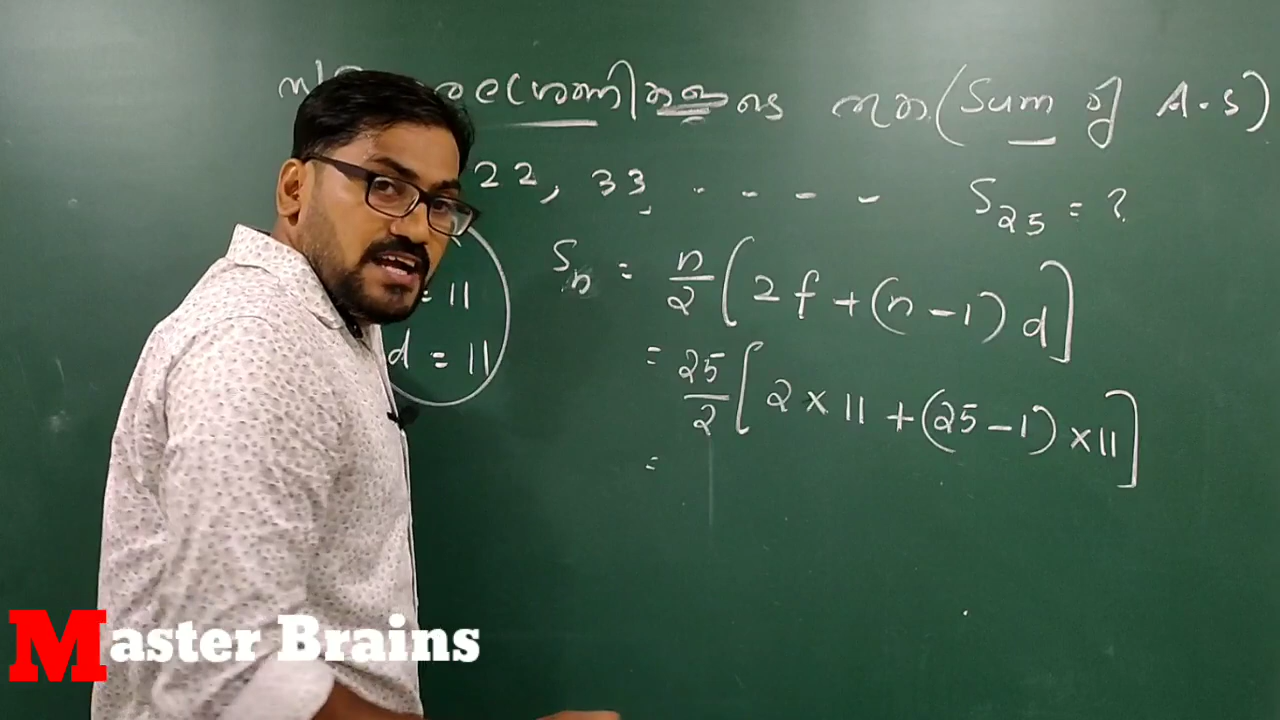 തുക (Sum of A.S)
22, 33, . - - - - S₂₅ = ?
= 11
d = 11
Sₙ = n/2 [2f + (n - 1) d]
= 25/2 [2 × 11 + (25 - 1) × 11]
=
Master Brains